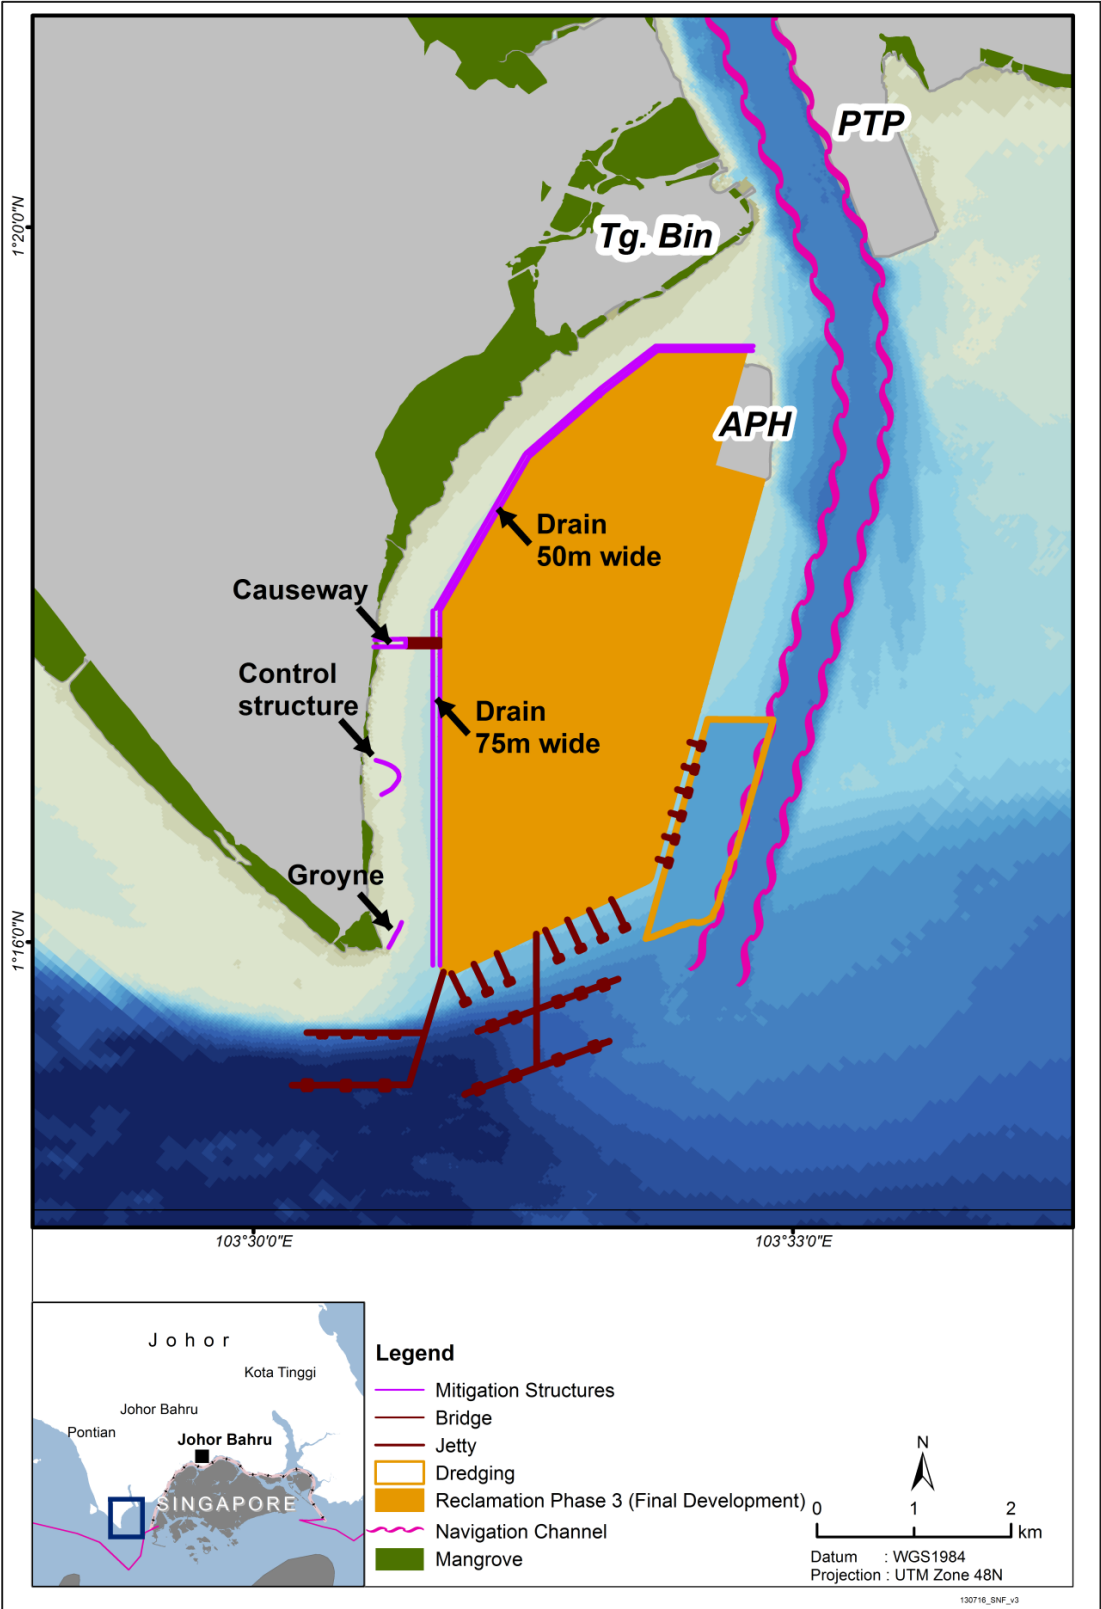 PTP
Tg. Bin
1°20'0"N
APH
Drain
50m wide
Causeway
Control
structure
Drain
75m wide
Groyne
1°16'0"N
103°30'0"E
103°33'0"E
Johor
Kota Tinggi
Johor Bahru
Pontian
Johor Bahru
SINGAPORE
Legend
Mitigation Structures
Bridge
Jetty
Dredging
Reclamation Phase 3 (Final Development)
Navigation Channel
Mangrove
N
0 1 2
km
Datum : WGS1984
Projection : UTM Zone 48N
130716_SNF_v3